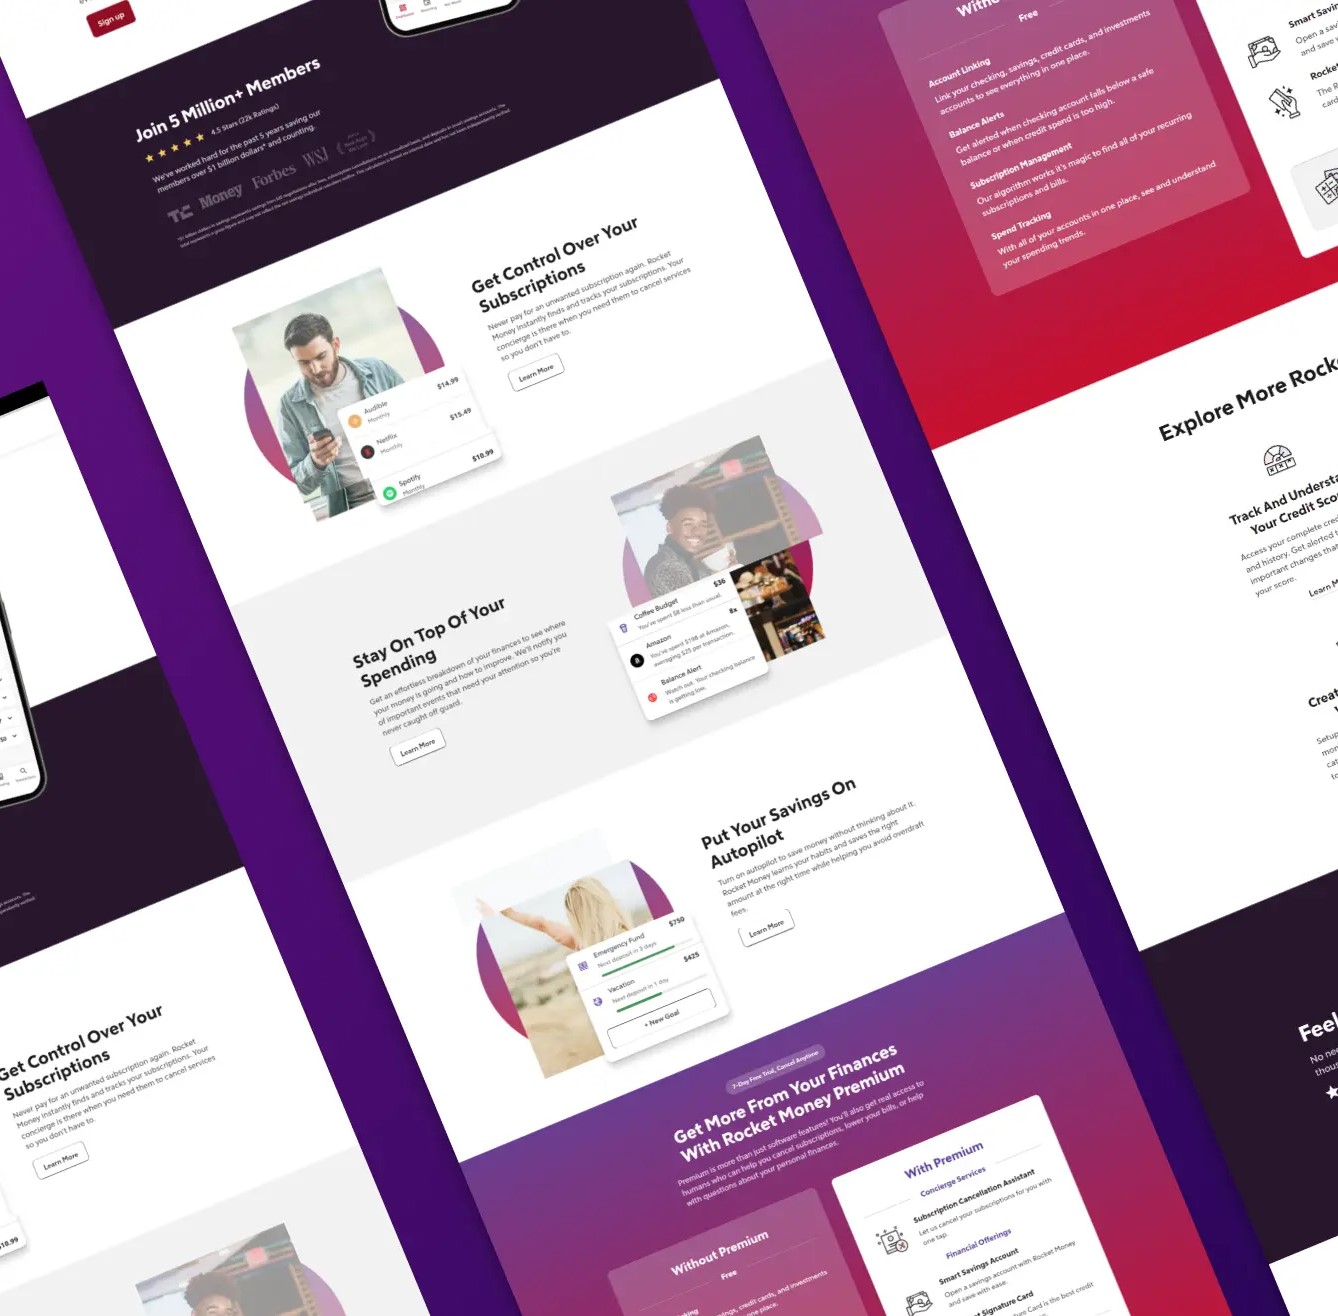 Sign up
Join 5 Million+ Members
4.5 Stars (22k Ratings)
We've worked hard for the past 5 years saving our
members over $1 billion dollars* and counting.
TC
Money
Forbes
WSJ
Get Control Over Your
Subscriptions
Never pay for an unwanted subscription again. Rocket
Money instantly finds and tracks your subscriptions. Your
concierge is there when you need them to cancel services
so you don't have to.
Learn More
Audible
Monthly
$14.99
Netflix
Monthly
$15.49
Spotify
Monthly
$10.99
Stay On Top Of Your
Spending
Get an effortless breakdown of your finances to see where
your money is going and how to improve. We'll notify you
of important events that need your attention so you're
never caught off guard.
Learn More
Coffee Budget
$36
You've spent $8 less than usual.
Amazon
8x
You've spent $198 at Amazon,
averaging $25 per transaction.
Balance Alert
Watch out. Your checking balance
is getting low.
Put Your Savings On
Autopilot
Turn on autopilot to save money without thinking about it.
Rocket Money learns your habits and saves the right
amount at the right time while helping you avoid overdraft
fees.
Learn More
Emergency Fund
$750
Next deposit in 3 days
Vacation
$425
Next deposit in 1 day
+ New Goal
7-Day Free Trial, Cancel Anytime
Get More From Your Finances
With Rocket Money Premium
Premium is more than just software features! You'll also get real access to
humans who can help you cancel subscriptions, lower your bills, or help
with questions about your personal finances.
Without Premium
Free
With Premium
Concierge Services
Subscription Cancellation Assistant
Let us cancel your subscriptions for you with
one tap.
Financial Offerings
Smart Savings Account
Open a savings account with Rocket Money
and save with ease.
Signature Card
Get Control Over Your
Subscriptions
Never pay for an unwanted subscription again. Rocket
Money instantly finds and tracks your subscriptions. Your
concierge is there when you need them to cancel services
so you don't have to.
Learn More
Free
Account Linking
Link your checking, savings, credit cards, and investments
accounts to see everything in one place.
Balance Alerts
Get alerted when checking account falls below a safe
balance or when credit spend is too high.
Subscription Management
Our algorithm works it's magic to find all of your recurring
subscriptions and bills.
Spend Tracking
With all of your accounts in one place, see and understand
your spending trends.
Smart Savin
Open a sav
and save
Rocket
The R
card
Explore More Rock
Track And Understa
Your Credit Sco
Access your complete cred
and history. Get alerted
important changes that
your score.
Learn M
Creat
Setup
Feel
No nee
thous